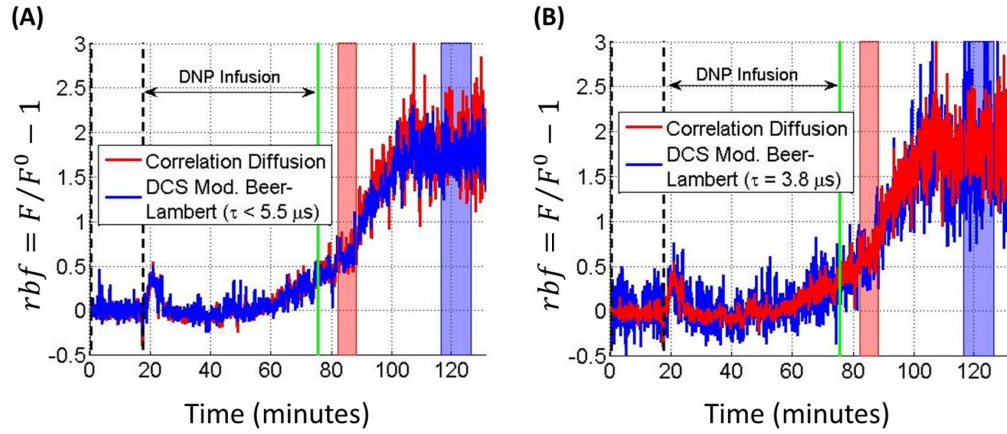 (A)
3
2.5
2
1.5
1
0.5
0
-0.5
rbf = F/F⁰ − 1
DNP Infusion
Correlation Diffusion
DCS Mod. Beer-
Lambert (τ < 5.5 μs)
0 20 40 60 80 100 120
Time (minutes)
(B)
3
2.5
2
1.5
1
0.5
0
-0.5
rbf = F/F⁰ − 1
DNP Infusion
Correlation Diffusion
DCS Mod. Beer-
Lambert (τ = 3.8 μs)
0 20 40 60 80 100 120
Time (minutes)